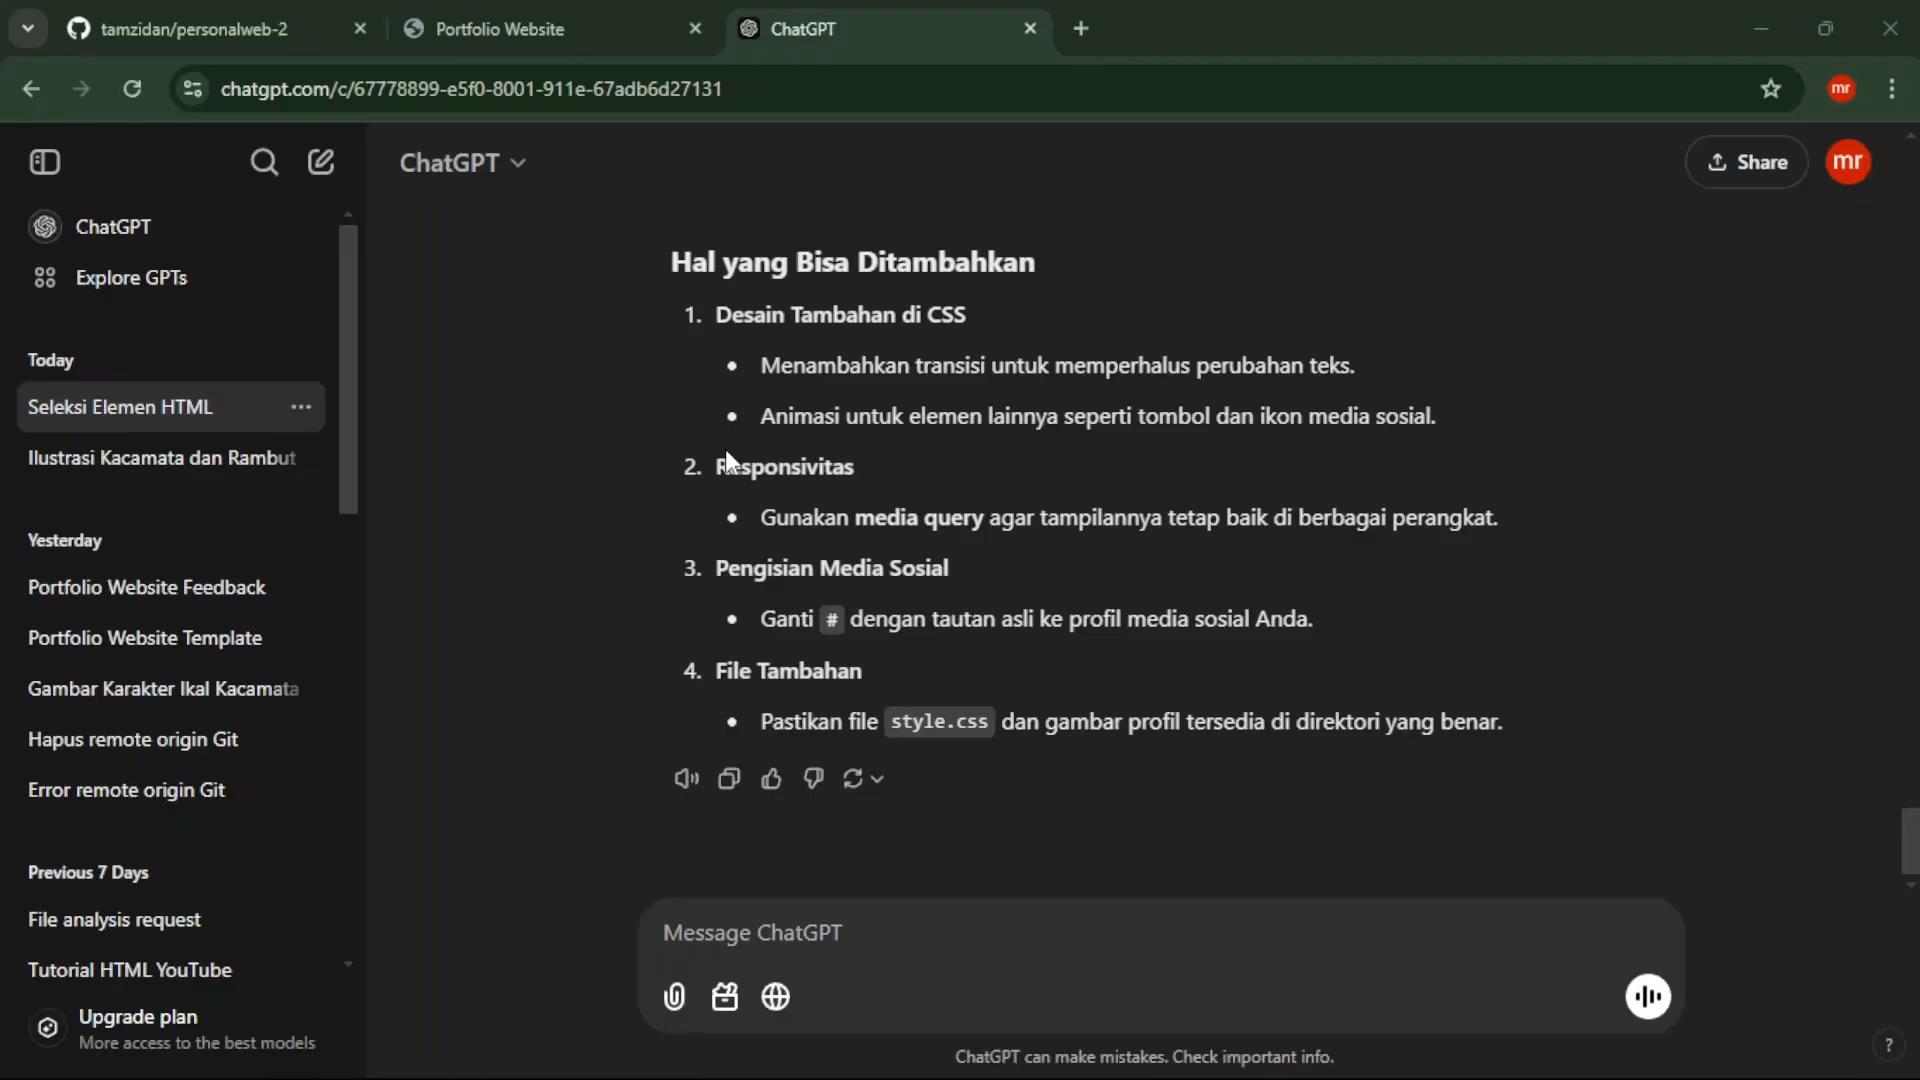 tamzidan/personalweb-2
Portfolio Website
ChatGPT
chatgpt.com/c/67778899-e5f0-8001-911e-67adb6d27131
mr
ChatGPT
Share
mr
ChatGPT
Explore GPTs
Today
Seleksi Elemen HTML
Ilustrasi Kacamata dan Rambut
Yesterday
Portfolio Website Feedback
Portfolio Website Template
Gambar Karakter Ikal Kacamata
Hapus remote origin Git
Error remote origin Git
Previous 7 Days
File analysis request
Tutorial HTML YouTube
Upgrade plan
More access to the best models
Hal yang Bisa Ditambahkan
1. Desain Tambahan di CSS
• Menambahkan transisi untuk memperhalus perubahan teks.
• Animasi untuk elemen lainnya seperti tombol dan ikon media sosial.
2. Responsivitas
• Gunakan media query agar tampilannya tetap baik di berbagai perangkat.
3. Pengisian Media Sosial
• Ganti # dengan tautan asli ke profil media sosial Anda.
4. File Tambahan
• Pastikan file style.css dan gambar profil tersedia di direktori yang benar.
Message ChatGPT
ChatGPT can make mistakes. Check important info.
?